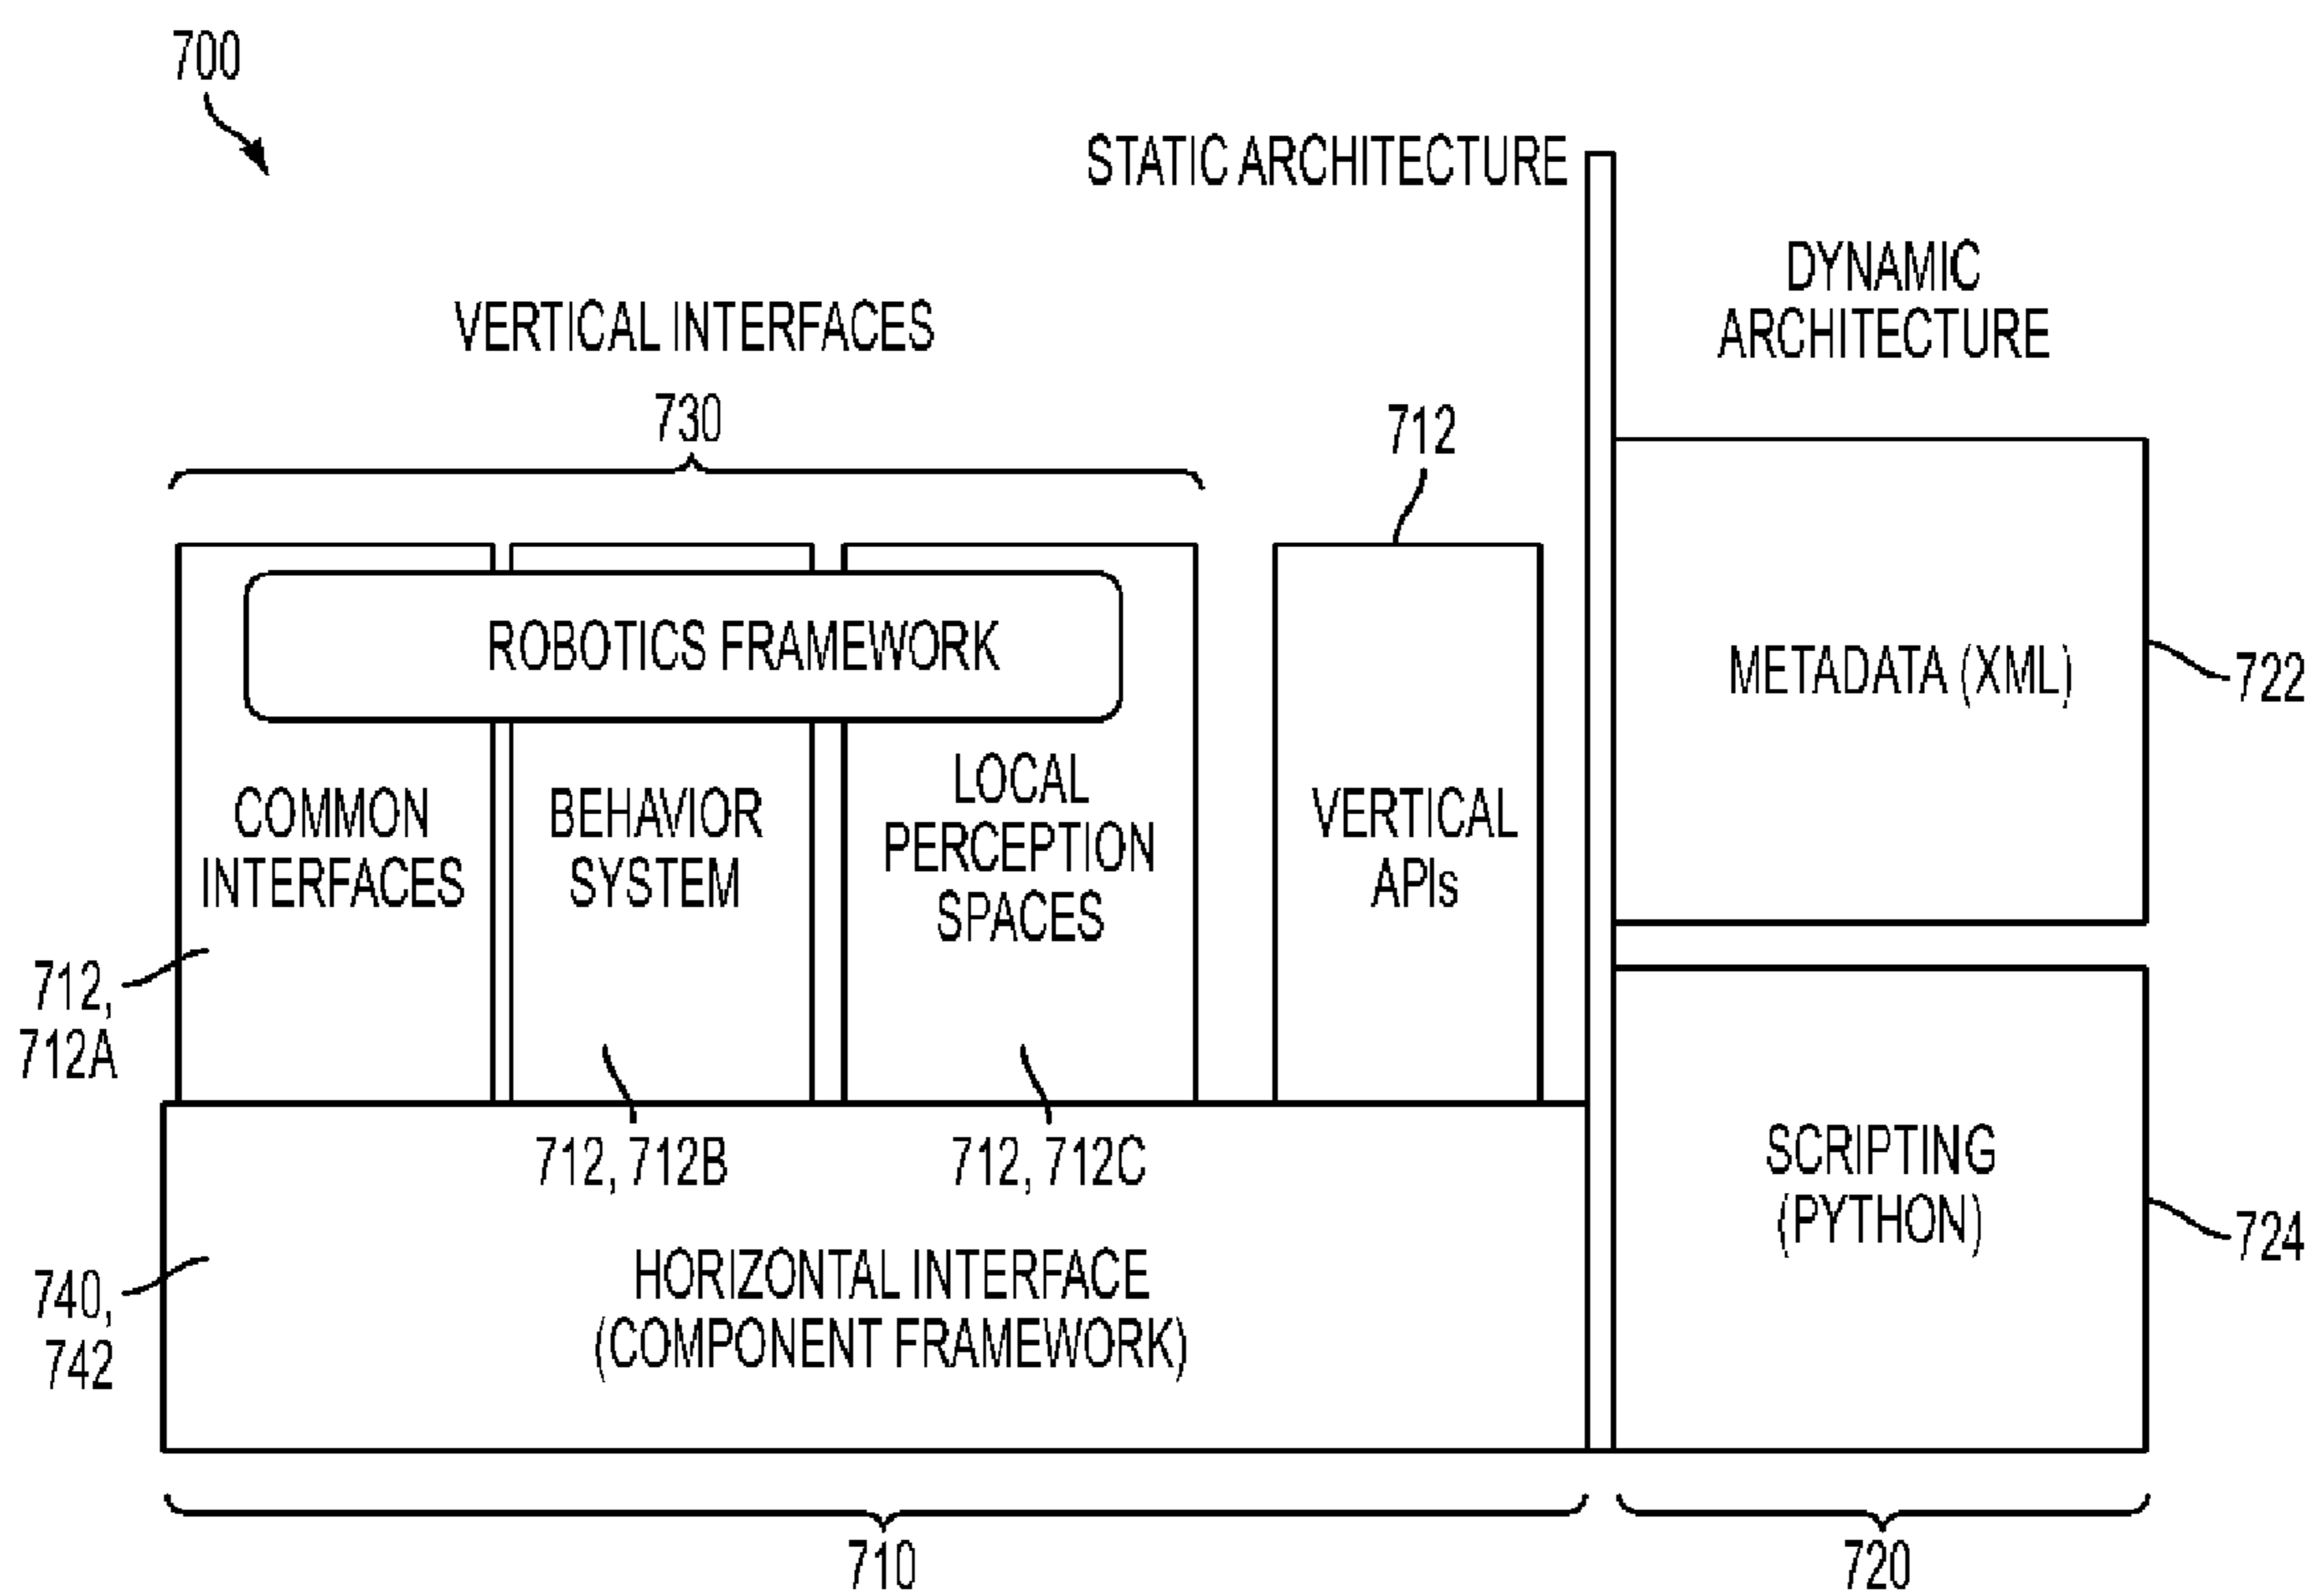 700
STATIC ARCHITECTURE
DYNAMIC
ARCHITECTURE
VERTICAL INTERFACES
730
712
ROBOTICS FRAMEWORK
METADATA (XML)
722
COMMON
INTERFACES
BEHAVIOR
SYSTEM
LOCAL
PERCEPTION
SPACES
VERTICAL
APIs
712,
712A
712, 712B
712, 712C
SCRIPTING
(PYTHON)
724
740,
742
HORIZONTAL INTERFACE
(COMPONENT FRAMEWORK)
710
720